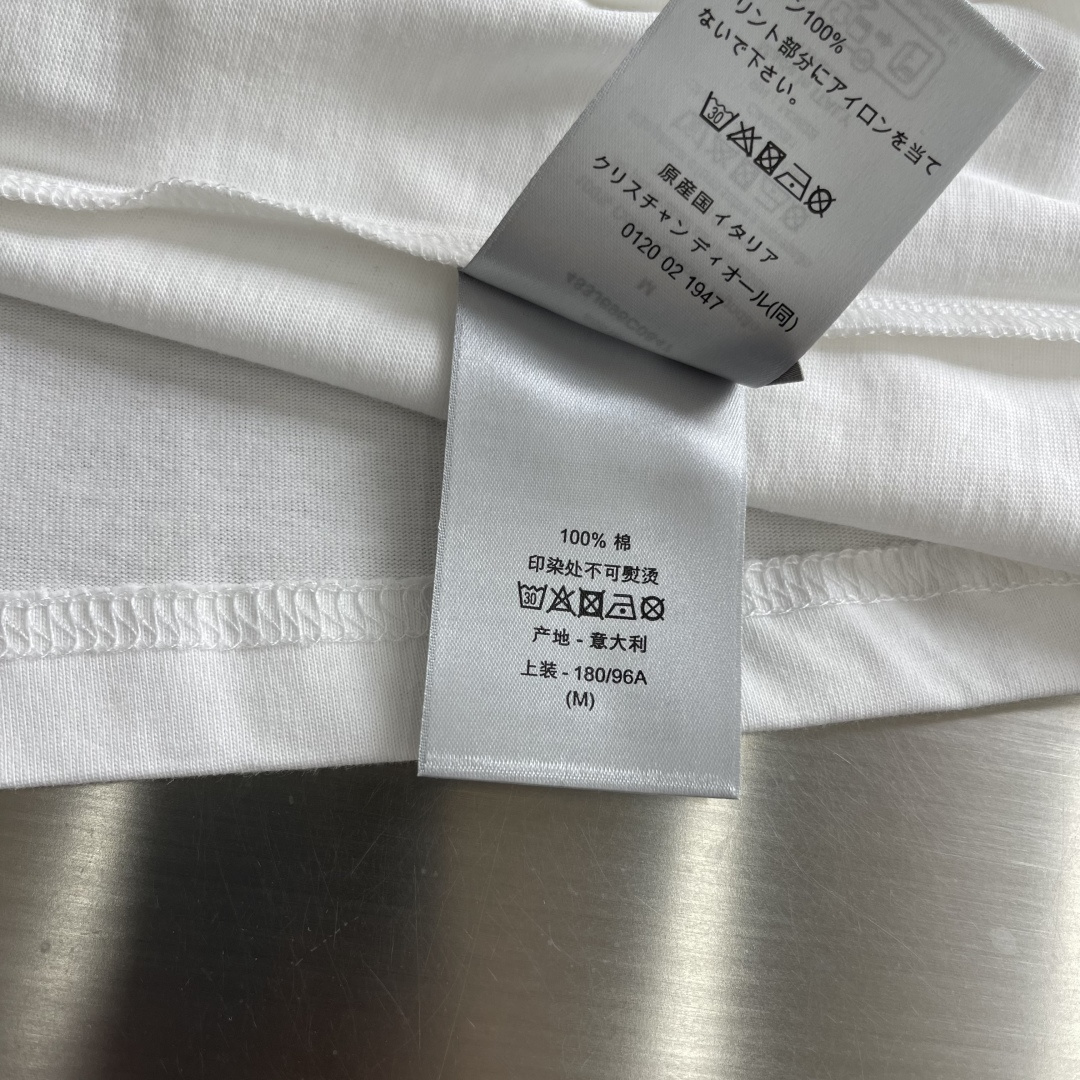 ン100%
リント部分にアイロンを当て
ないで下さい。
30
原産国 イタリア
クリスチャン ディオール(同)
0120 02 1947
100% 棉
印染处不可熨烫
30
产地 - 意大利
上装 - 180/96A
(M)